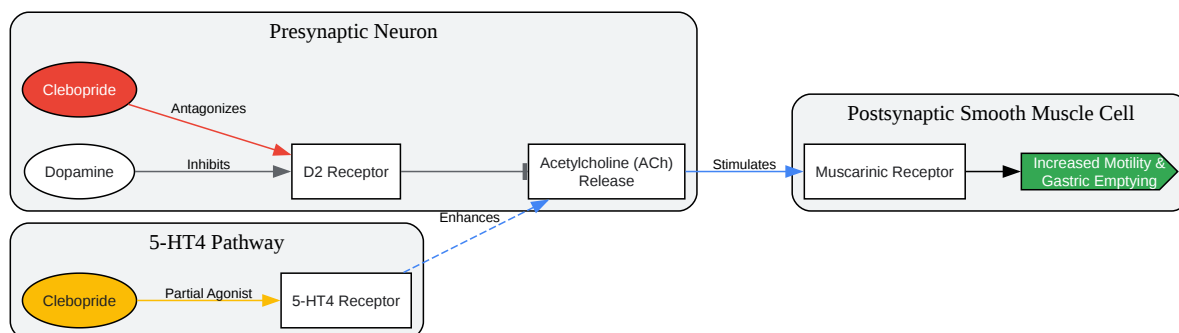 Presynaptic Neuron
Clebopride
Antagonizes
Dopamine
Inhibits
D2 Receptor
Acetylcholine (ACh)
Release
Stimulates
Postsynaptic Smooth Muscle Cell
Muscarinic Receptor
Increased Motility &
Gastric Emptying
Enhances
5-HT4 Pathway
Clebopride
Partial Agonist
5-HT4 Receptor